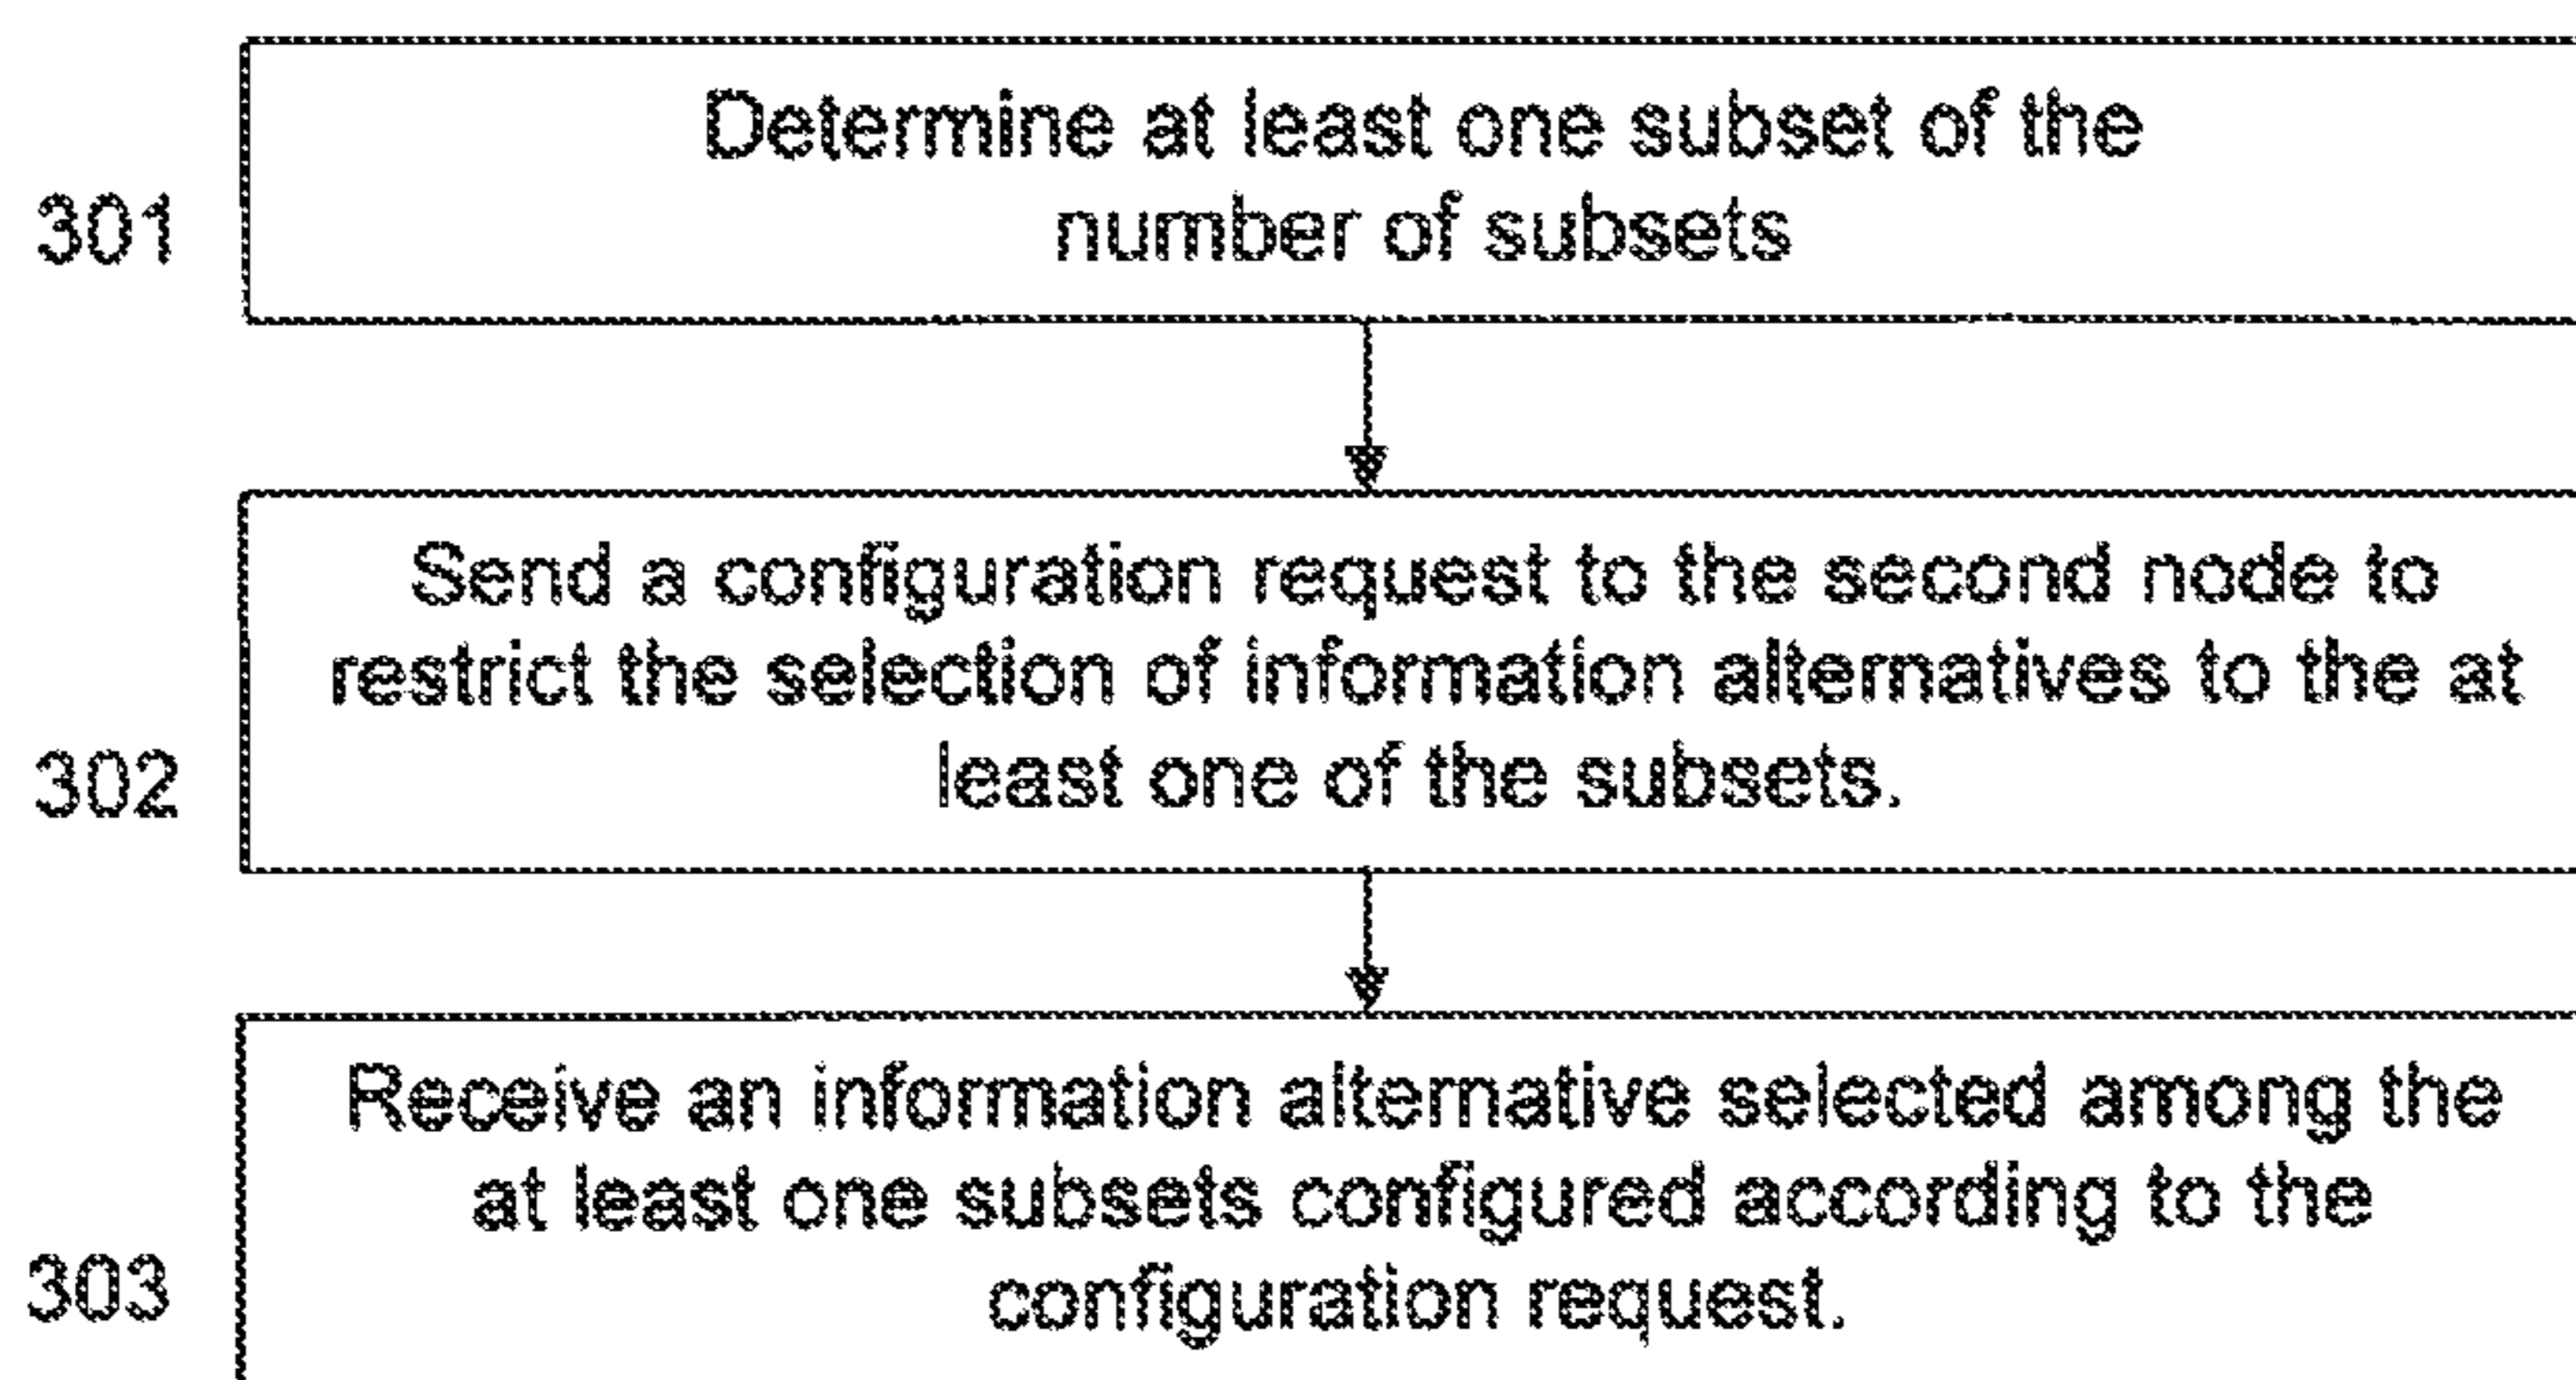 Determine at least one subset of the
301
number of subsets
Send a configuration request to the second node to
restrict the selection of information alternatives to the at
302
least one of the subsets.
Receive an information alternative selected among the
at least one subsets configured according to the
303
configuration request.